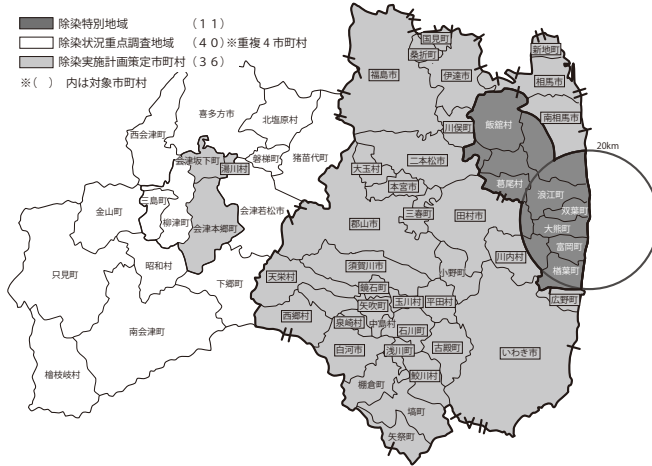 除染特別地域 （１１）
除染状況重点調査地域 （４０）※重複４市町村
除染実施計画策定市町村（３６）
※（ ） 内は対象市町村
国見町
桑折町
新地町
福島市
伊達市
相馬市
喜多方市
北塩原村
南相馬市
飯舘村
川俣町
西会津町
20km
会津坂下町
磐梯町
猪苗代町
湯川村
大玉村
二本松市
葛尾村
本宮市
浪江町
三島町
金山町
会津若松市
三春町
田村市
双葉町
柳津町
郡山市
会津本郷町
大熊町
富岡町
川内村
昭和村
須賀川市
小野町
楢葉町
只見町
天栄村
下郷町
鏡石町
広野町
玉川村
平田村
矢吹町
西郷村
泉崎村
中島村
石川町
南会津町
白河市
浅川町
古殿町
いわき市
檜枝岐村
鮫川村
棚倉町
塙町
矢祭町